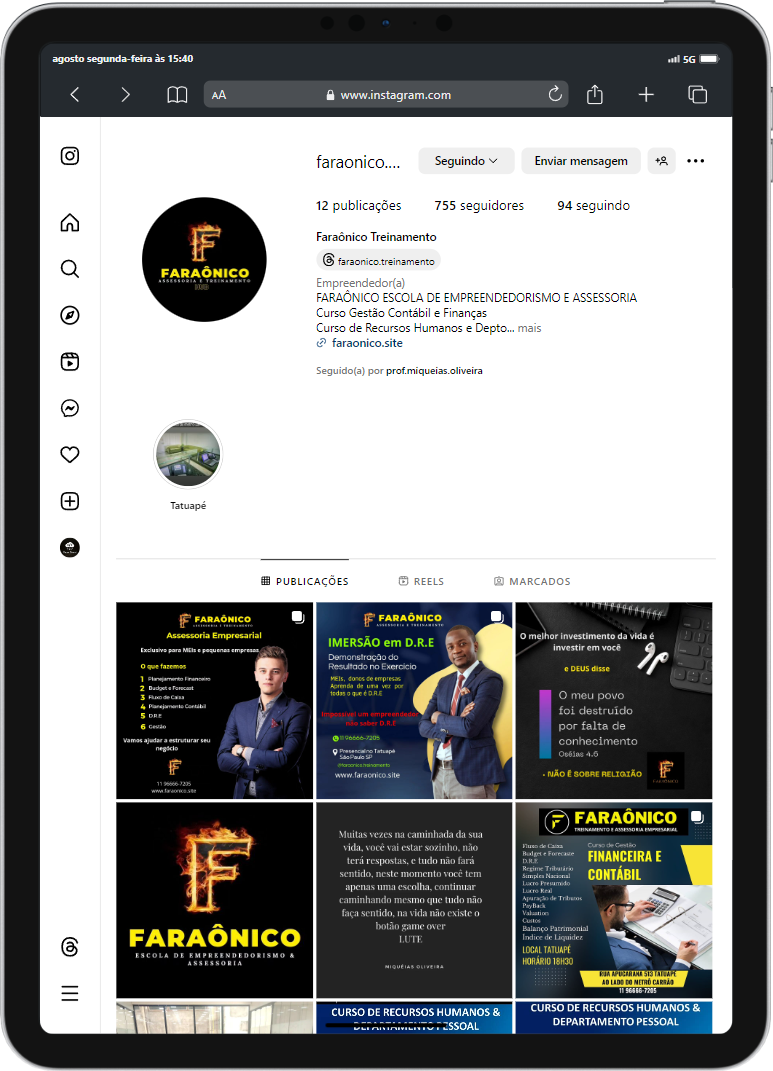 agosto segunda-feira às 15:40
5G
AA
www.instagram.com
faraonico....
Seguindo
Enviar mensagem
12 publicações
755 seguidores
94 seguindo
Faraônico Treinamento
faraonico.treinamento
Empreendedor(a)
FARAÔNICO ESCOLA DE EMPREENDEDORISMO E ASSESSORIA
Curso Gestão Contábil e Finanças
Curso de Recursos Humanos e Depto... mais
faraonico.site
Seguido(a) por prof.miqueias.oliveira
F
FARAÔNICO
ASSESSORIA E TREINAMENTO
Tatuapé
PUBLICAÇÕES
REELS
MARCADOS
FARAÔNICO
ASSESSORIA E TREINAMENTO
Assessoria Empresarial
Exclusivo para MEIs e pequenas empresas
O que fazemos
1 Planejamento Financeiro
2 Budget e Forecast
3 Fluxo de Caixa
4 Planejamento Contábil
5 D.R.E
6 Gestão
Vamos ajudar a estruturar seu
negócio
11 96666-7205
www.faraonico.site
FARAÔNICO
ASSESSORIA E TREINAMENTO
IMERSÃO em D.R.E
Demonstração do
Resultado no Exercício
MEIs, donos de empresas
Aprenda de uma vez por
todas o que é D.R.E
Impossível um empreendedor
não sobre D.R.E
11 96666-7205
Presencial no Tatuapé
São Paulo SP
@faraonico.treinamento
www.faraonico.site
O melhor investimento da vida é
investir em você
e DEUS disse
O meu povo
foi destruído
por falta de
conhecimento
Oséias 4.6
- NÃO É SOBRE RELIGIÃO
FARAÔNICO
F
FARAÔNICO
ESCOLA DE EMPREENDEDORISMO &
ASSESSORIA
Muitas vezes na caminhada da sua
vida, você vai estar sozinho, não
terá respostas, e tudo não fará
sentido, neste momento você tem
apenas uma escolha, continuar
caminhando mesmo que tudo não
faça sentido, na vida não existe o
botão game over
LUTE
MIQUÉIAS OLIVEIRA
F
FARAÔNICO
TREINAMENTO E ASSESSORIA EMPRESARIAL
Curso de Gestão
FINANCEIRA E
CONTÁBIL
Fluxo de Caixa
Budget e Forecaste
D.R.E
Regime Tributário
Simples Nacional
Lucro Presumido
Lucro Real
Apuração de Tributos
PayBack
Valuation
Custos
Balanço Patrimonial
Índice de Liquidez
LOCAL TATUAPÉ
HORÁRIO 18H30
RUA APUCARANA 513 TATUAPÉ
AO LADO DO METRÔ CARRÃO
11 96666-7205
CURSO DE RECURSOS HUMANOS &
DEPARTAMENTO PESSOAL
CURSO DE RECURSOS HUMANOS &
DEPARTAMENTO PESSOAL